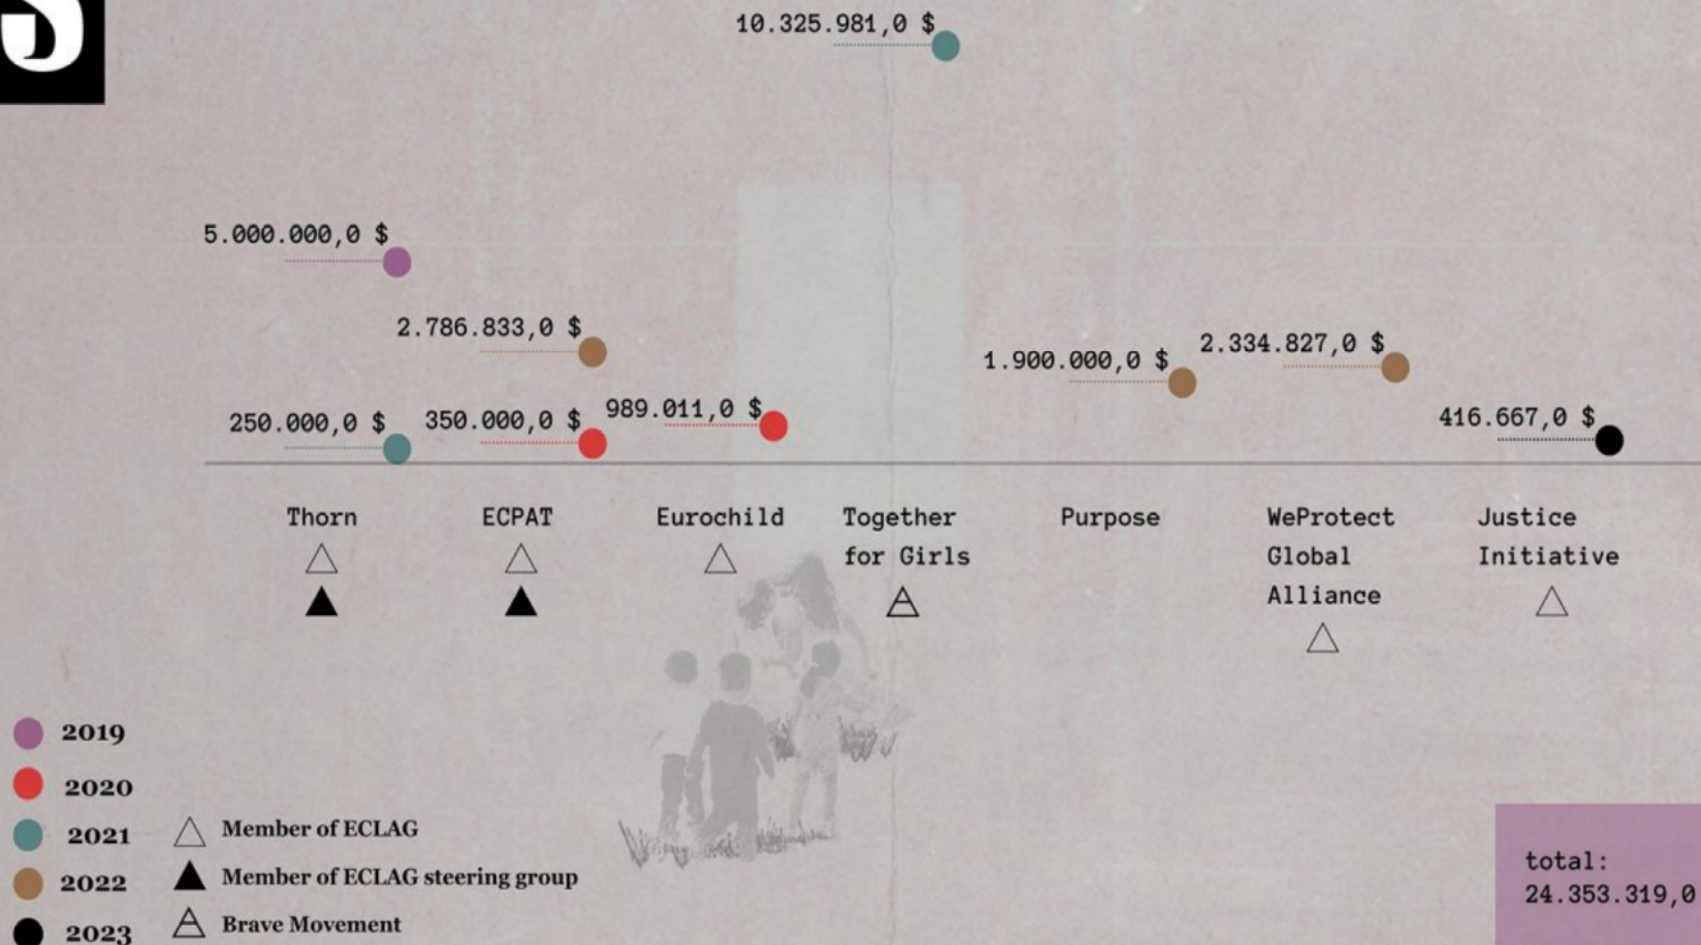 S
10.325.981,0 $
5.000.000,0 $
2.786.833,0 $
2.334.827,0 $
1.900.000,0 $
989.011,0 $
416.667,0 $
350.000,0 $
250.000,0 $
Thorn
ECPAT
Eurochild
Together
for Girls
Purpose
WeProtect
Global
Alliance
Justice
Initiative
2019
2020
2021
2022
2023
Member of ECLAG
Member of ECLAG steering group
Brave Movement
total:
24.353.319,0